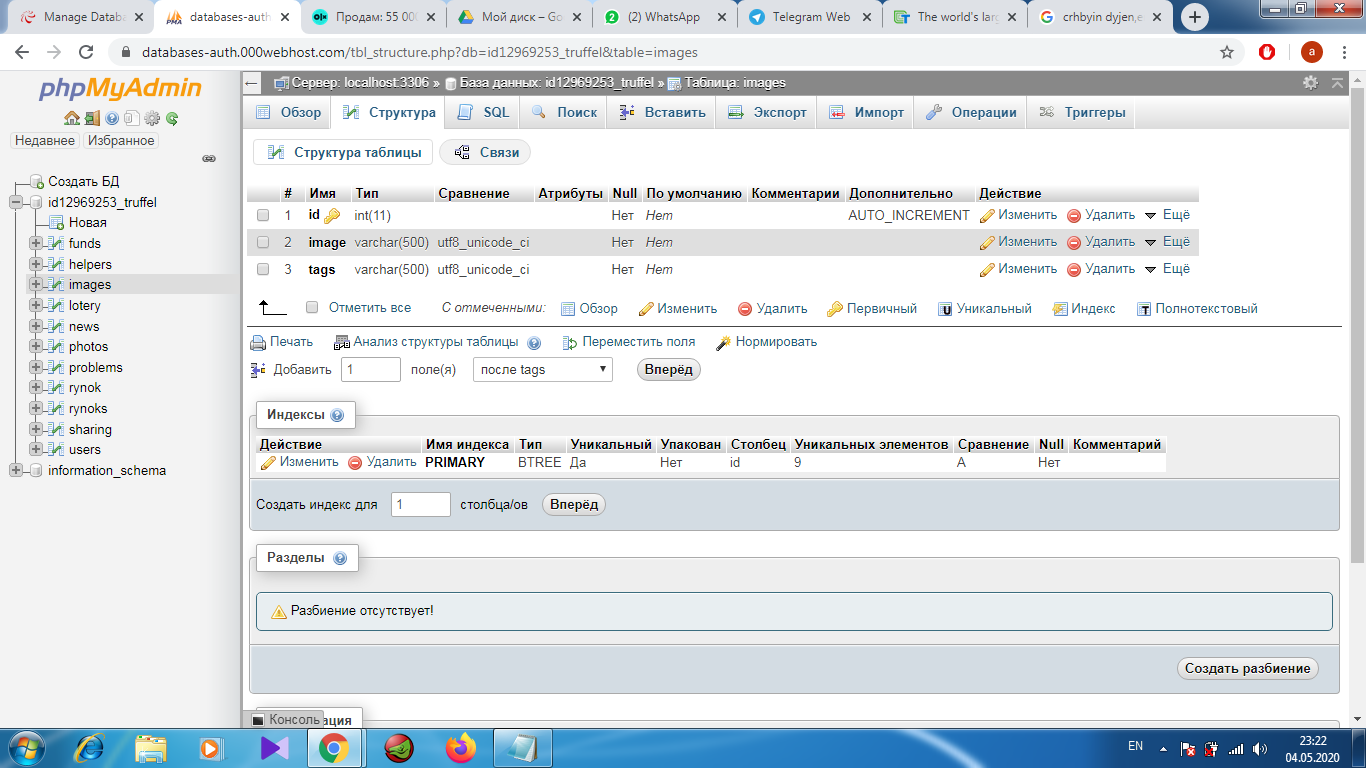 Manage Datab
databases-auth
Продам: 55 00
Мой диск – Go
(2) WhatsApp
Telegram Web
The world's larg
crhbyin dyjen,e
databases-auth.000webhost.com/tbl_structure.php?db=id12969253_truffel&table=images
a
phpMyAdmin
Недавнее Избранное
Создать БД
id12969253_truffel
Новая
funds
helpers
images
lotery
news
photos
problems
rynok
rynoks
sharing
users
information_schema
Сервер: localhost:3306 » База данных: id12969253_truffel » Таблица: images
Обзор Структура SQL Поиск Вставить Экспорт Импорт Операции Триггеры
Структура таблицы Связи
# Имя Тип Сравнение Атрибуты Null По умолчанию Комментарии Дополнительно Действие
1 id int(11) Нет Нет AUTO_INCREMENT Изменить Удалить Ещё
2 image varchar(500) utf8_unicode_ci Нет Нет Изменить Удалить Ещё
3 tags varchar(500) utf8_unicode_ci Нет Нет Изменить Удалить Ещё
Отметить все С отмеченными: Обзор Изменить Удалить Первичный Уникальный Индекс Полнотекстовый
Печать Анализ структуры таблицы Переместить поля Нормировать
Добавить 1 поле(я) после tags Вперёд
Индексы
Действие Имя индекса Тип Уникальный Упакован Столбец Уникальных элементов Сравнение Null Комментарий
Изменить Удалить PRIMARY BTREE Да Нет id 9 A Нет
Создать индекс для 1 столбца/ов Вперёд
Разделы
Разбиение отсутствует!
Создать разбиение
Консоль
ация
EN
23:22
04.05.2020